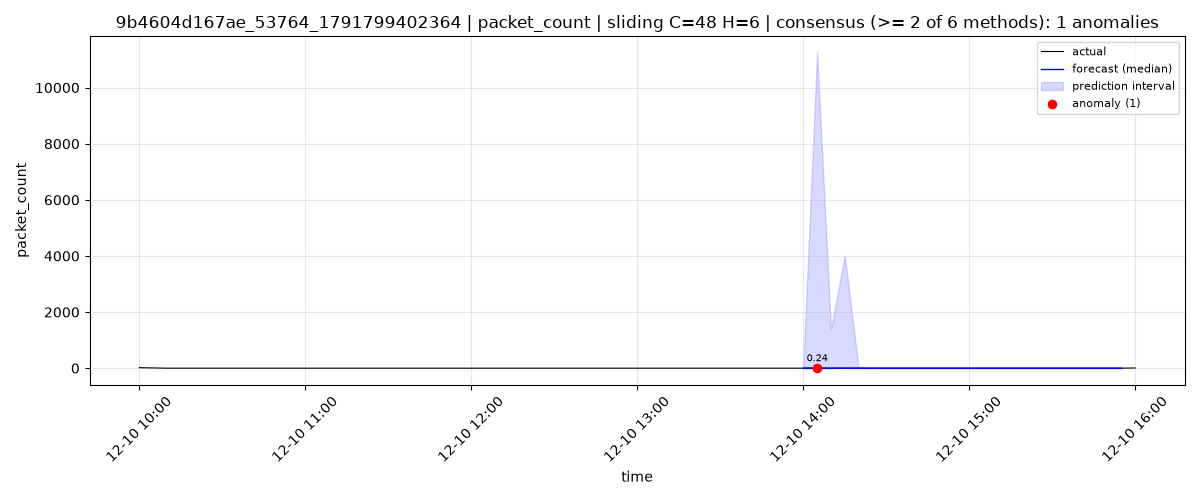 9b4604d167ae_53764_1791799402364 | packet_count | sliding C=48 H=6 | consensus (>= 2 of 6 methods): 1 anomalies
actual
forecast (median)
prediction interval
anomaly (1)
10000
8000
6000
4000
2000
0
packet_count
0.24
12-10 10:00
12-10 11:00
12-10 12:00
12-10 13:00
12-10 14:00
12-10 15:00
12-10 16:00
time